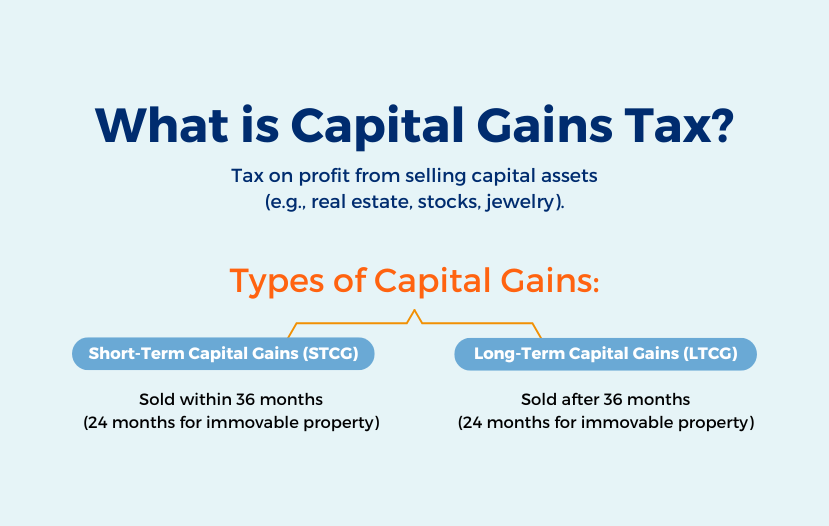 What is Capital Gains Tax?
Tax on profit from selling capital assets
(e.g., real estate, stocks, jewelry).
Types of Capital Gains:
Short-Term Capital Gains (STCG)
Sold within 36 months
(24 months for immovable property)
Long-Term Capital Gains (LTCG)
Sold after 36 months
(24 months for immovable property)